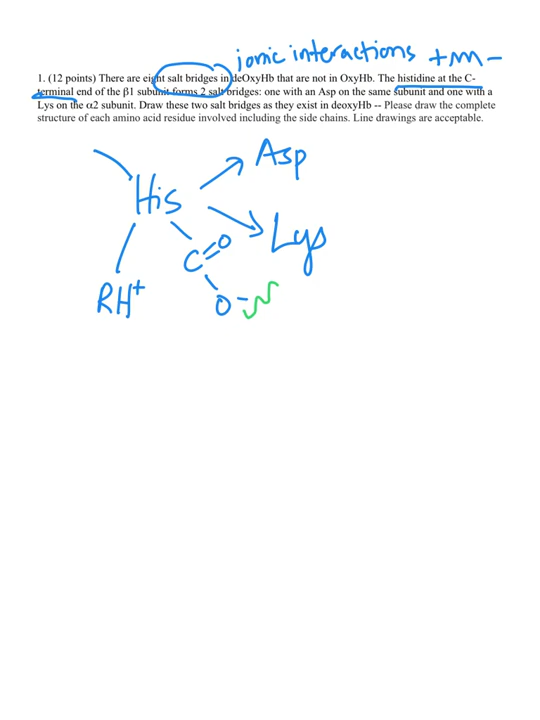 ionic interactions + m -
1. (12 points) There are eight salt bridges in deOxyHb that are not in OxyHb. The histidine at the C-
terminal end of the β1 subunit forms 2 salt bridges: one with an Asp on the same subunit and one with a
Lys on the α2 subunit. Draw these two salt bridges as they exist in deoxyHb -- Please draw the complete
structure of each amino acid residue involved including the side chains. Line drawings are acceptable.
Asp
His
Lys
C=O
RH+
O-